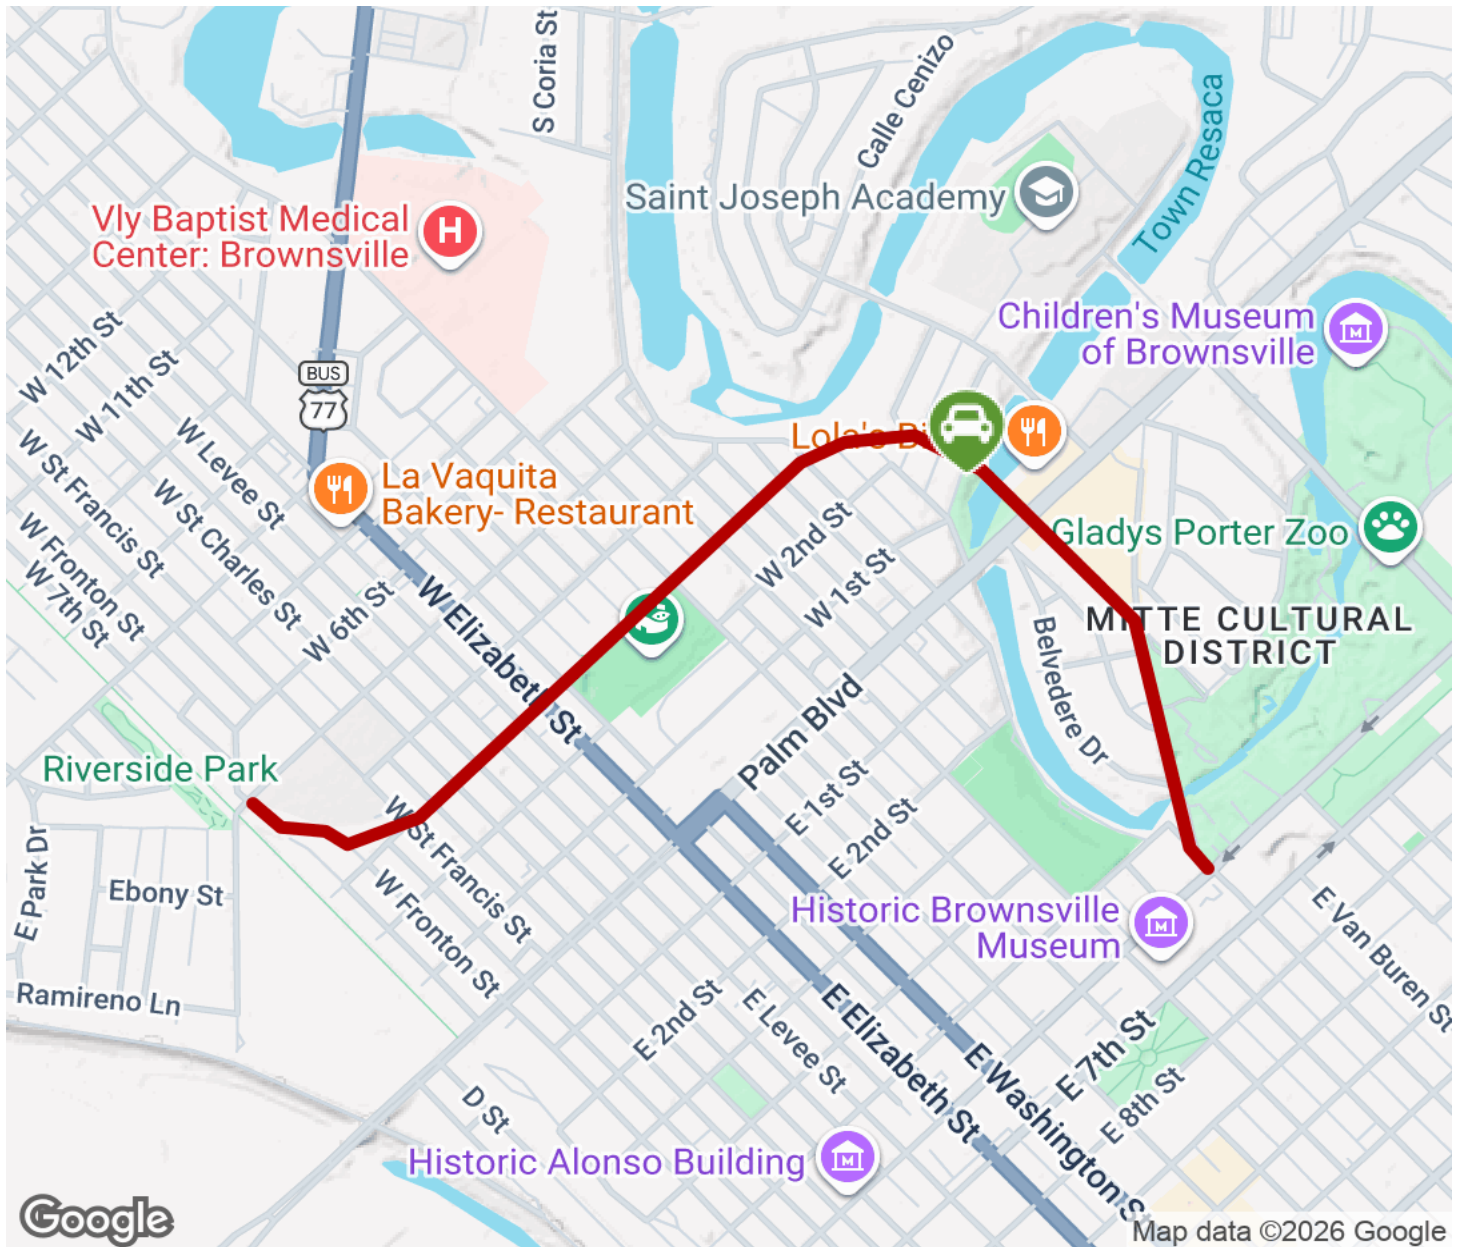 S Coria St
Calle Cenizo
Town Resaca
Saint Joseph Academy
Vly Baptist Medical
Center: Brownsville
H
Children's Museum
of Brownsville
W 12th St
W 11th St
BUS
77
W Levee St
Lola's Bi
La Vaquita
Bakery- Restaurant
W St Francis St
W St Charles St
W Fronton St
W 7th St
W 6th St
W Elizabeth St
W 2nd St
W 1st St
Gladys Porter Zoo
MITTE CULTURAL
DISTRICT
Belvedere Dr
Palm Blvd
Riverside Park
E 1st St
E 2nd St
W St Francis St
E Park Dr
Ebony St
W Fronton St
Historic Brownsville
Museum
E Van Buren St
Ramireno Ln
E 2nd St
E Levee St
E Elizabeth St
E Washington St
E 7th St
E 8th St
D St
Historic Alonso Building
Google
Map data ©2026 Google